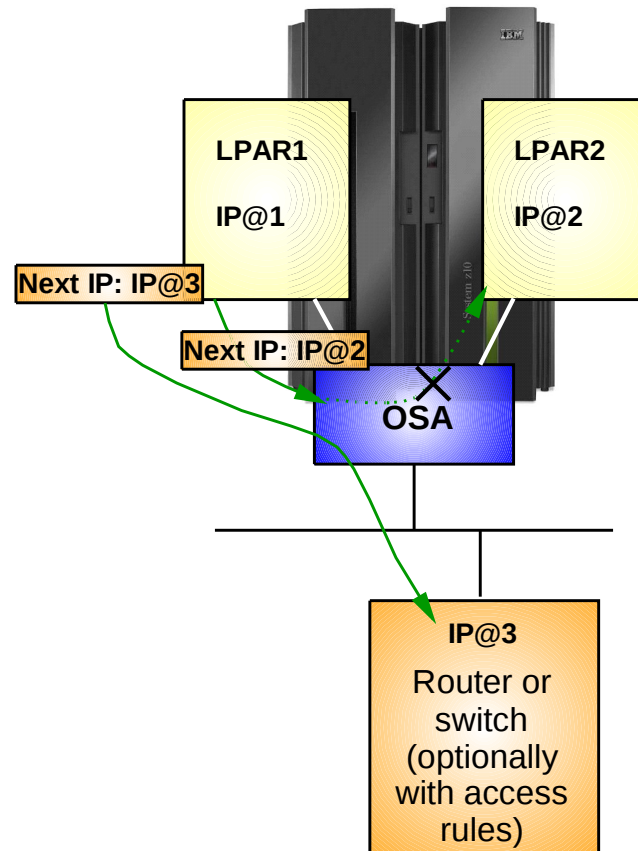 IBM
LPAR1
IP@1
LPAR2
IP@2
Next IP: IP@3
System z10
Next IP: IP@2
OSA
IP@3
Router or
switch
(optionally
with access
rules)